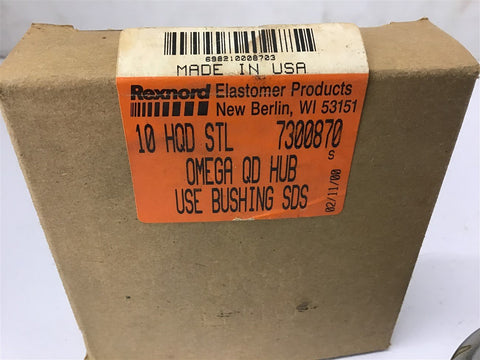 698210008703
MADE IN USA
Rexnord Elastomer Products
New Berlin, WI 53151
10 HQD STL 7300870
S
OMEGA QD HUB
USE BUSHING SDS
02/11/00